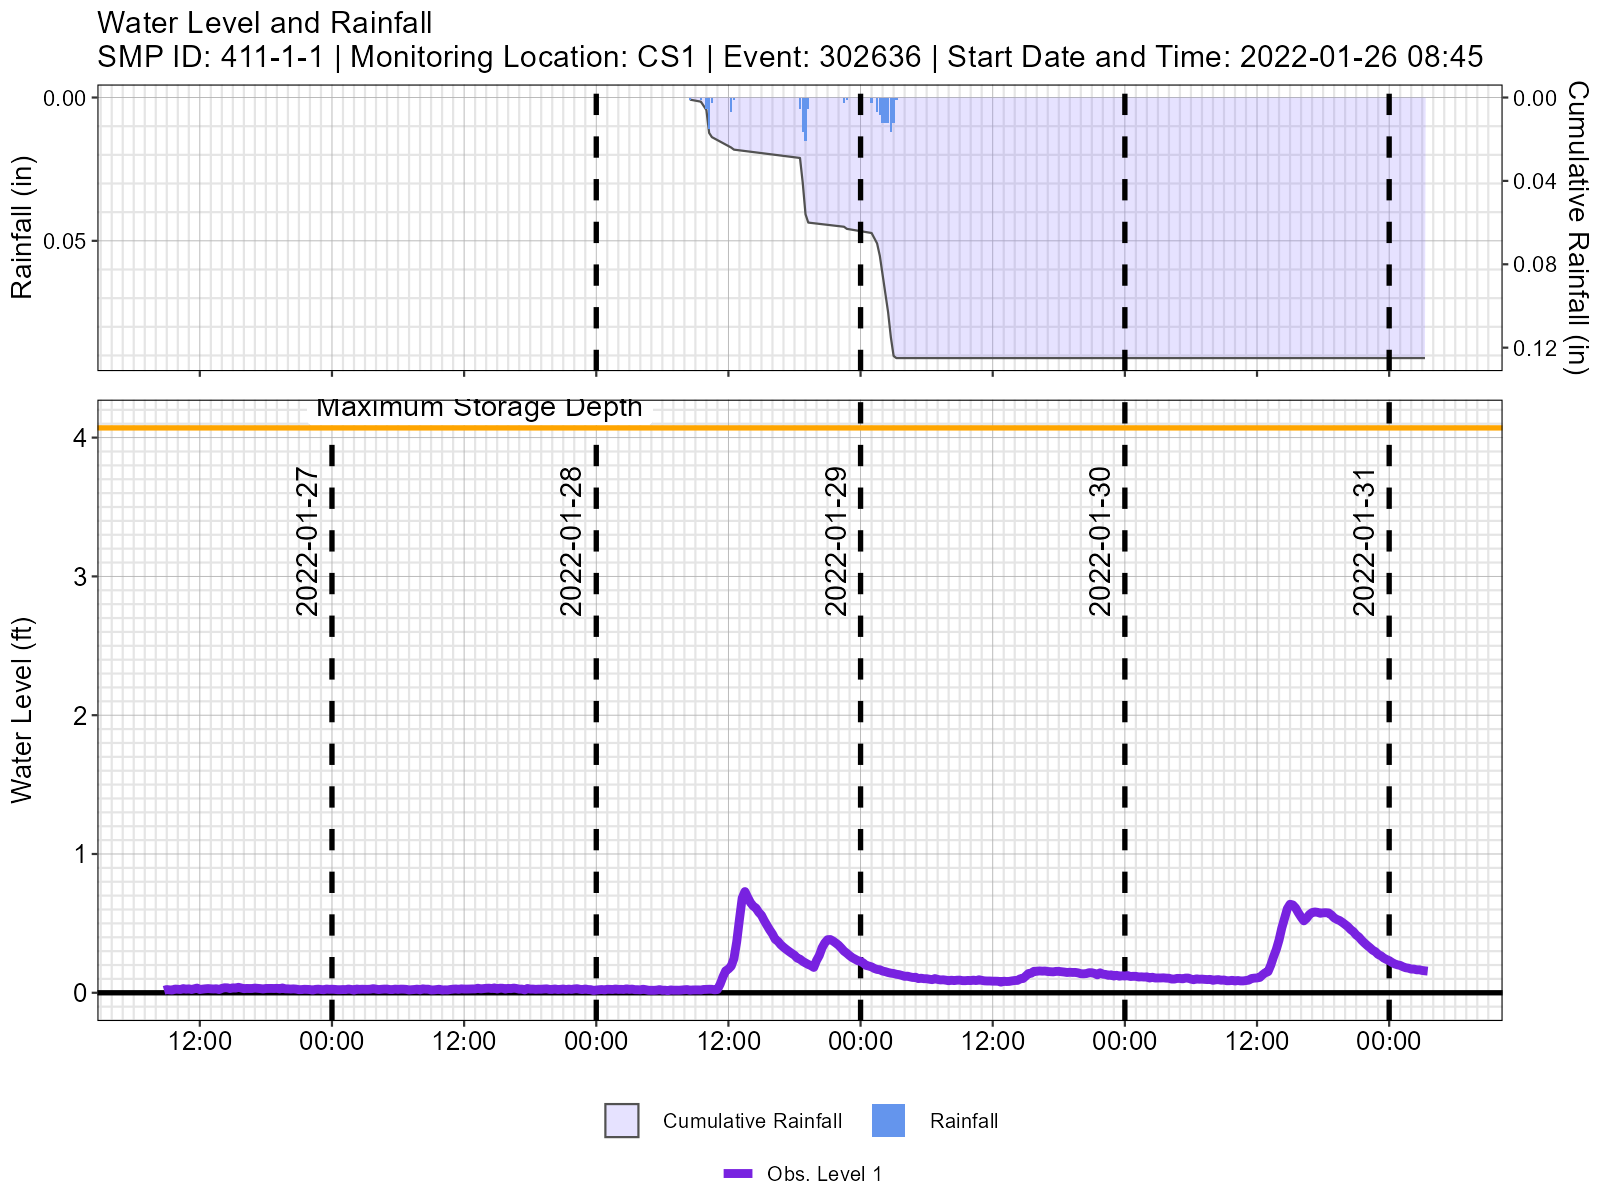 Water Level and Rainfall
SMP ID: 411-1-1 | Monitoring Location: CS1 | Event: 302636 | Start Date and Time: 2022-01-26 08:45
Rainfall (in)
0.00
0.05
Cumulative Rainfall (in)
0.00
0.04
0.08
0.12
Maximum Storage Depth
Water Level (ft)
4
3
2
1
0
2022-01-27
2022-01-28
2022-01-29
2022-01-30
2022-01-31
12:00 00:00 12:00 00:00 12:00 00:00 12:00 00:00 12:00 00:00
Cumulative Rainfall Rainfall
Obs. Level 1